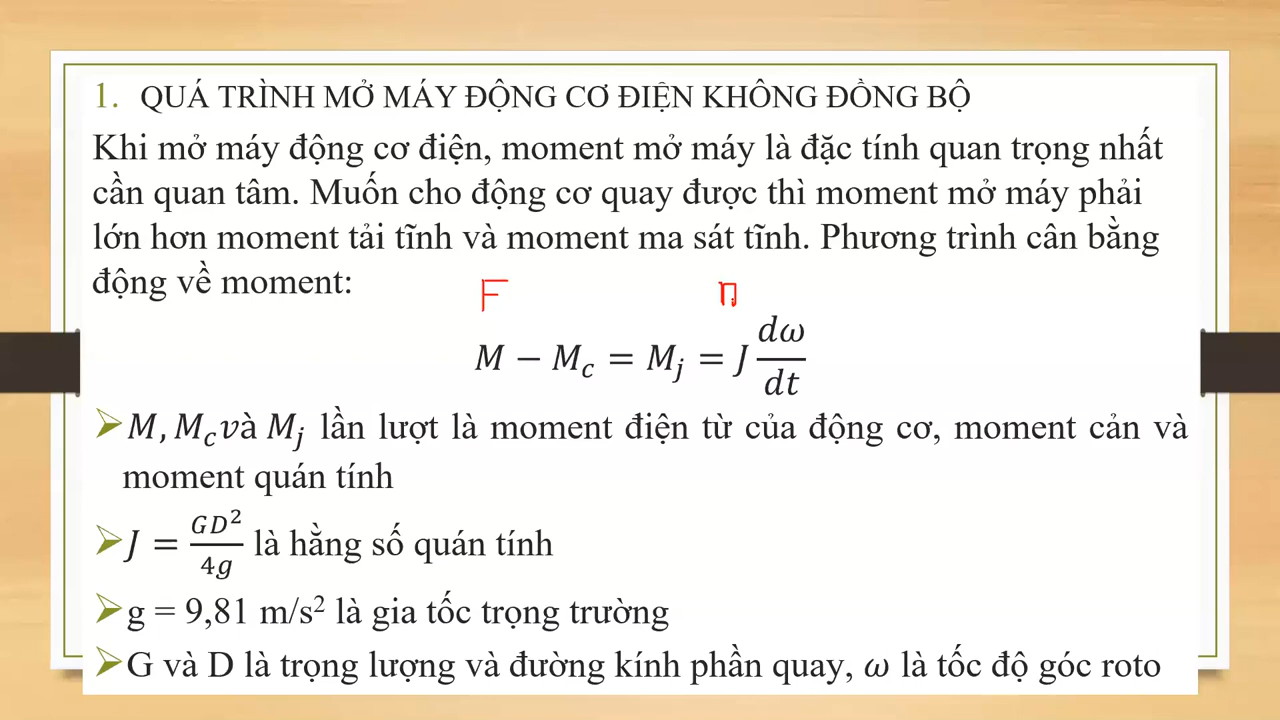 1. QUÁ TRÌNH MỞ MÁY ĐỘNG CƠ ĐIỆN KHÔNG ĐỒNG BỘ
Khi mở máy động cơ điện, moment mở máy là đặc tính quan trọng nhất
cần quan tâm. Muốn cho động cơ quay được thì moment mở máy phải
lớn hơn moment tải tĩnh và moment ma sát tĩnh. Phương trình cân bằng
động về moment:
F
M − M_c = M_j = J dω/dt
➢M, M_c và M_j lần lượt là moment điện từ của động cơ, moment cản và
moment quán tính
➢J = GD²/4g là hằng số quán tính
➢g = 9,81 m/s² là gia tốc trọng trường
➢G và D là trọng lượng và đường kính phần quay, ω là tốc độ góc roto